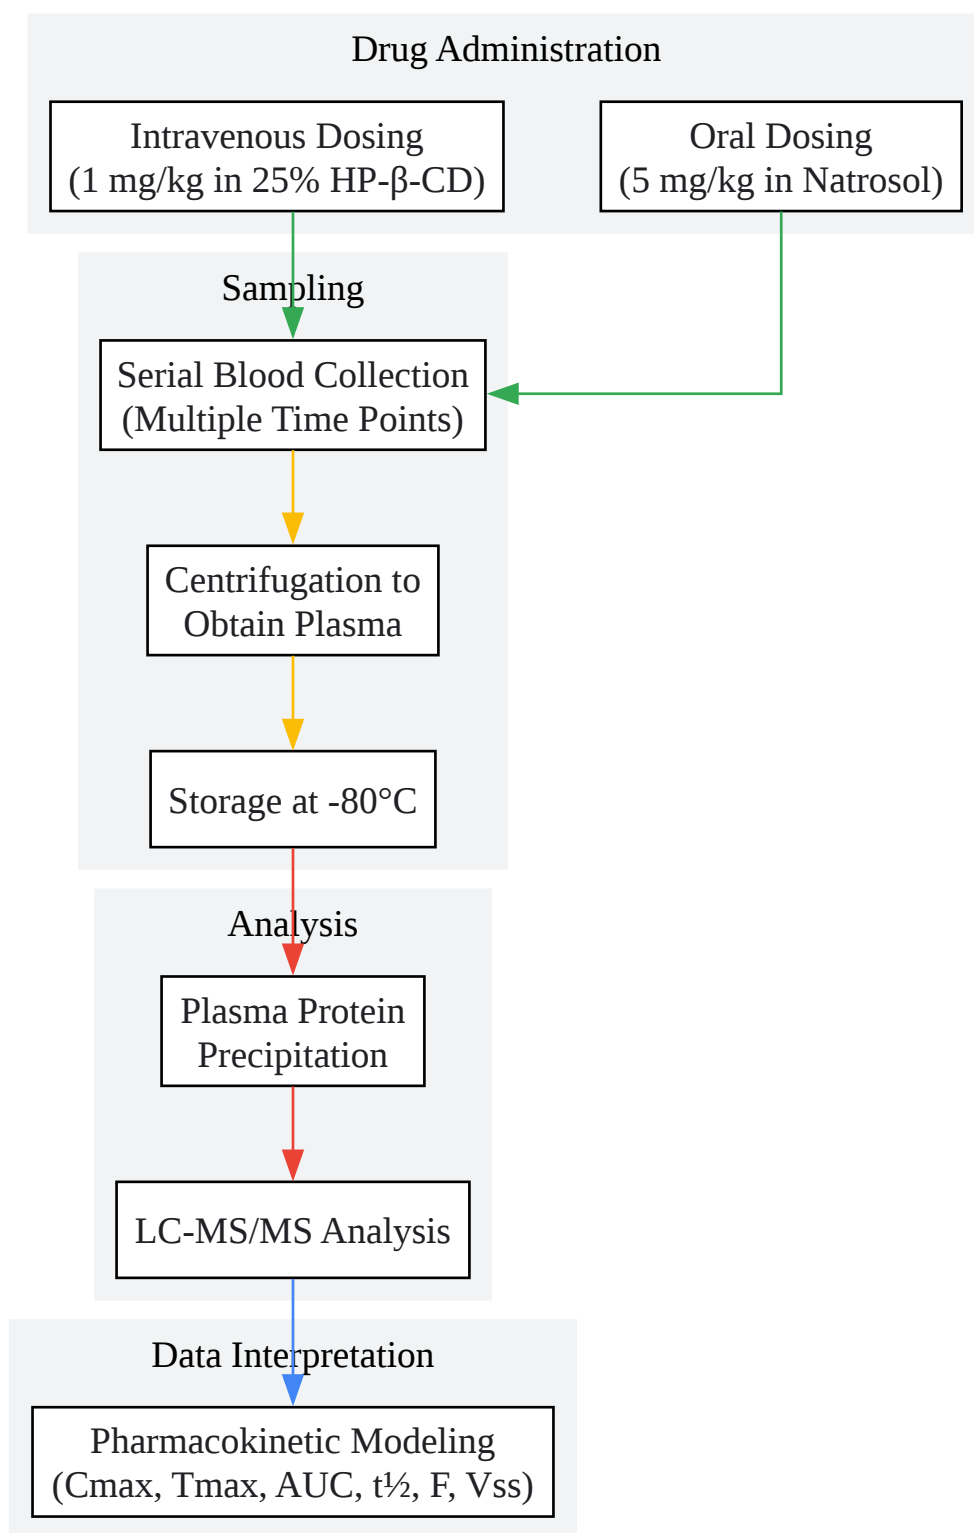 Drug Administration
Intravenous Dosing
(1 mg/kg in 25% HP-β-CD)
Oral Dosing
(5 mg/kg in Natrosol)
Sampling
Serial Blood Collection
(Multiple Time Points)
Centrifugation to
Obtain Plasma
Storage at -80°C
Analysis
Plasma Protein
Precipitation
LC-MS/MS Analysis
Data Interpretation
Pharmacokinetic Modeling
(Cmax, Tmax, AUC, t½, F, Vss)